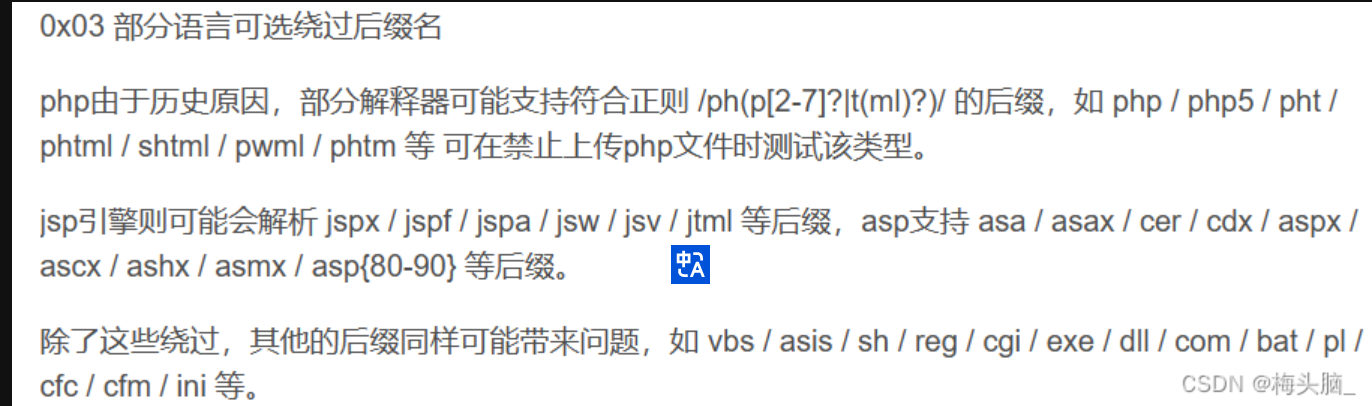 0x03 部分语言可选绕过后缀名
php由于历史原因，部分解释器可能支持符合正则 /ph(p[2-7]?|t(ml)?)/ 的后缀，如 php / php5 / pht /
phtml / shtml / pwml / phtm 等 可在禁止上传php文件时测试该类型。
jsp引擎则可能会解析 jspx / jspf / jspa / jsw / jsv / jtml 等后缀，asp支持 asa / asax / cer / cdx / aspx /
ascx / ashx / asmx / asp{80-90} 等后缀。
中A
除了这些绕过，其他的后缀同样可能带来问题，如 vbs / asis / sh / reg / cgi / exe / dll / com / bat / pl /
cfc / cfm / ini 等。
CSDN @梅头脑_